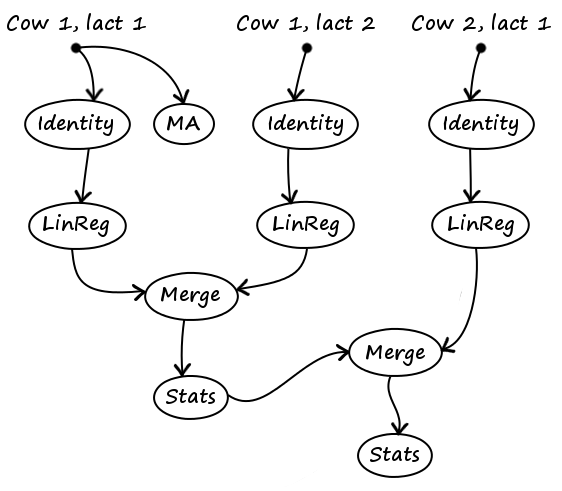 Cow 1, lact 1
Cow 1, lact 2
Cow 2, lact 1
Identity
MA
Identity
Identity
LinReg
LinReg
LinReg
Merge
Merge
Stats
Stats